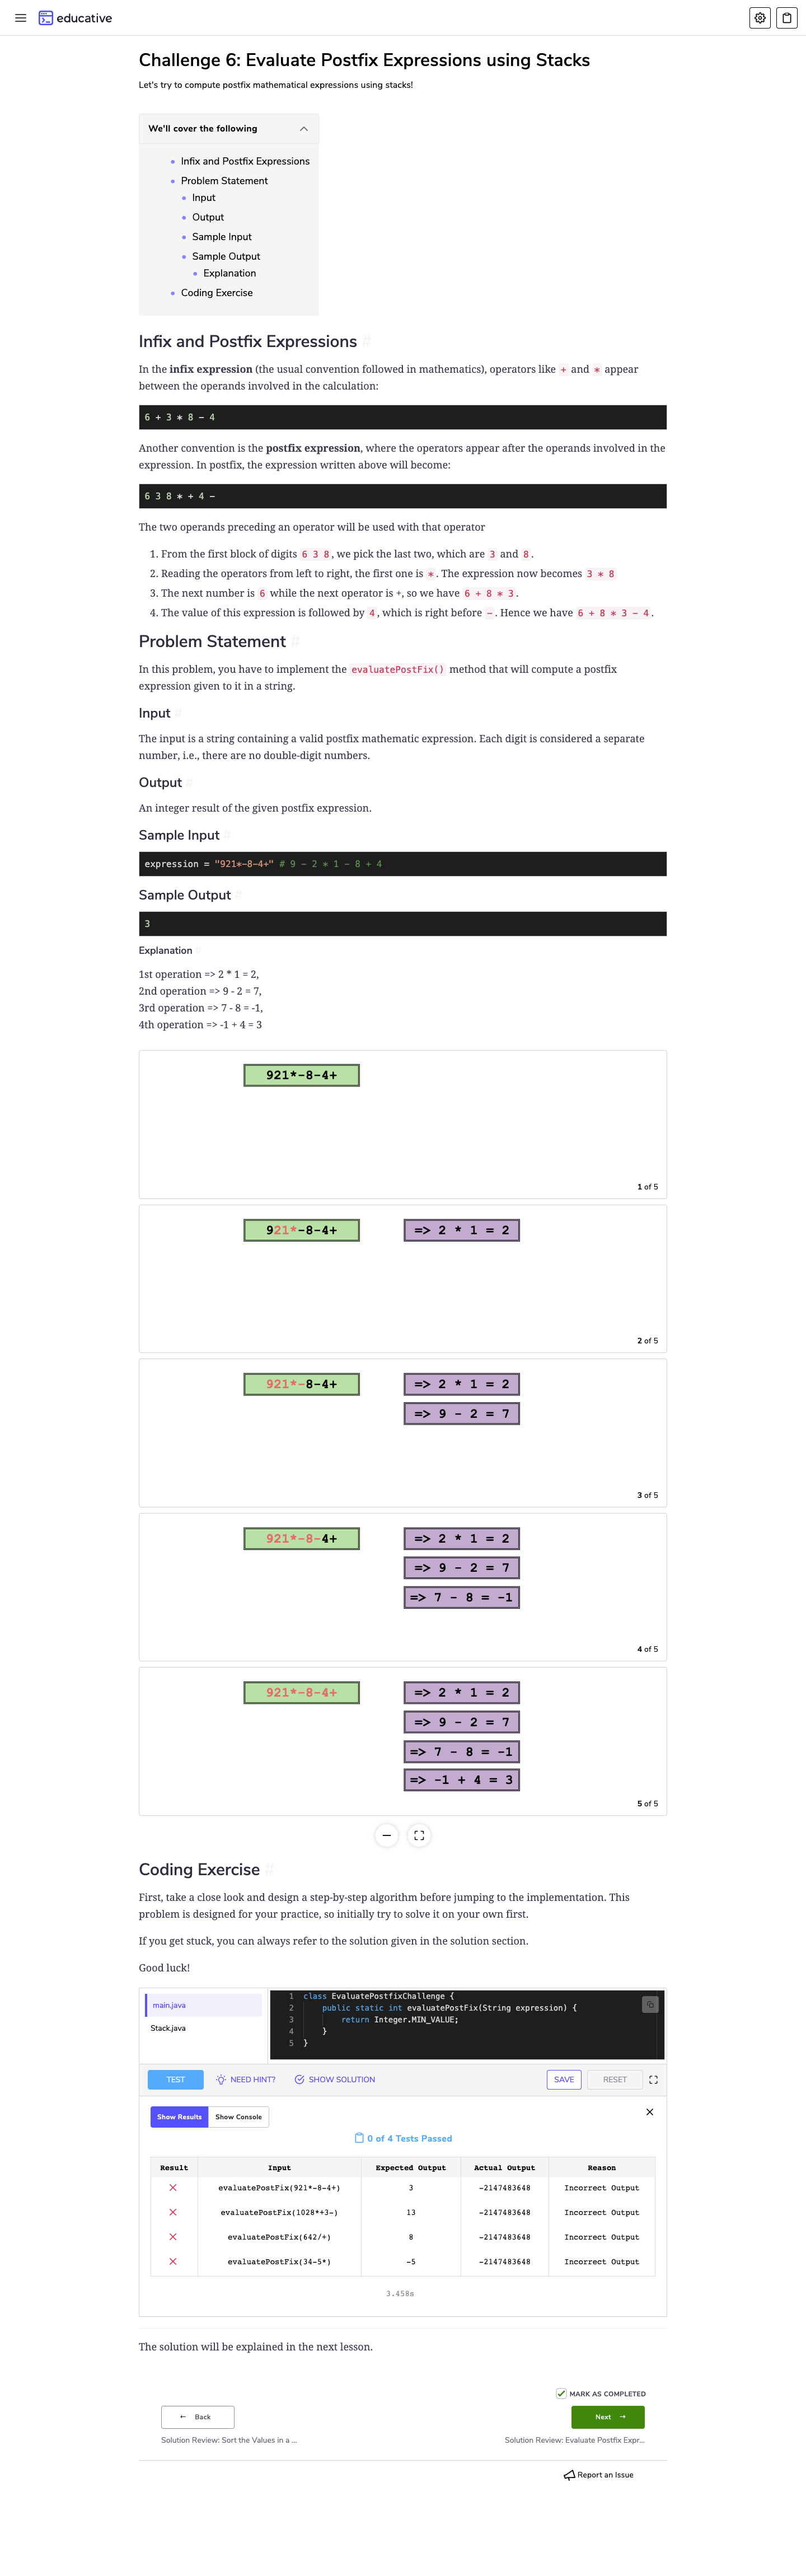 educative
Challenge 6: Evaluate Postfix Expressions using Stacks
Let's try to compute postfix mathematical expressions using stacks!
We'll cover the following
Infix and Postfix Expressions
Problem Statement
Input
Output
Sample Input
Sample Output
Explanation
Coding Exercise
Infix and Postfix Expressions #
In the infix expression (the usual convention followed in mathematics), operators like + and * appear
between the operands involved in the calculation:
6 + 3 * 8 - 4
Another convention is the postfix expression, where the operators appear after the operands involved in the
expression. In postfix, the expression written above will become:
6 3 8 * + 4 -
The two operands preceding an operator will be used with that operator
1. From the first block of digits 6 3 8, we pick the last two, which are 3 and 8.
2. Reading the operators from left to right, the first one is *. The expression now becomes 3 * 8
3. The next number is 6 while the next operator is +, so we have 6 + 8 * 3.
4. The value of this expression is followed by 4, which is right before -. Hence we have 6 + 8 * 3 - 4.
Problem Statement #
In this problem, you have to implement the evaluatePostFix() method that will compute a postfix
expression given to it in a string.
Input #
The input is a string containing a valid postfix mathematic expression. Each digit is considered a separate
number, i.e., there are no double-digit numbers.
Output #
An integer result of the given postfix expression.
Sample Input #
expression = "921*-8-4+" # 9 - 2 * 1 - 8 + 4
Sample Output #
3
Explanation #
1st operation => 2 * 1 = 2,
2nd operation => 9 - 2 = 7,
3rd operation => 7 - 8 = -1,
4th operation => -1 + 4 = 3
921*-8-4+
1 of 5
921*-8-4+ => 2 * 1 = 2
2 of 5
921*-8-4+ => 2 * 1 = 2
=> 9 - 2 = 7
3 of 5
921*-8-4+ => 2 * 1 = 2
=> 9 - 2 = 7
=> 7 - 8 = -1
4 of 5
921*-8-4+ => 2 * 1 = 2
=> 9 - 2 = 7
=> 7 - 8 = -1
=> -1 + 4 = 3
5 of 5
Coding Exercise #
First, take a close look and design a step-by-step algorithm before jumping to the implementation. This
problem is designed for your practice, so initially try to solve it on your own first.
If you get stuck, you can always refer to the solution given in the solution section.
Good luck!
main.java
Stack.java
1 class EvaluatePostfixChallenge {
2 public static int evaluatePostFix(String expression) {
3 return Integer.MIN_VALUE;
4 }
5 }
TEST NEED HINT? SHOW SOLUTION SAVE RESET
Show Results Show Console
0 of 4 Tests Passed
Result Input Expected Output Actual Output Reason
evaluatePostFix(921*-8-4+) 3 -2147483648 Incorrect Output
evaluatePostFix(1028*+3-) 13 -2147483648 Incorrect Output
evaluatePostFix(642/+) 8 -2147483648 Incorrect Output
evaluatePostFix(34-5*) -5 -2147483648 Incorrect Output
3.458s
The solution will be explained in the next lesson.
MARK AS COMPLETED
← Back Next →
Solution Review: Sort the Values in a ... Solution Review: Evaluate Postfix Expr...
Report an Issue